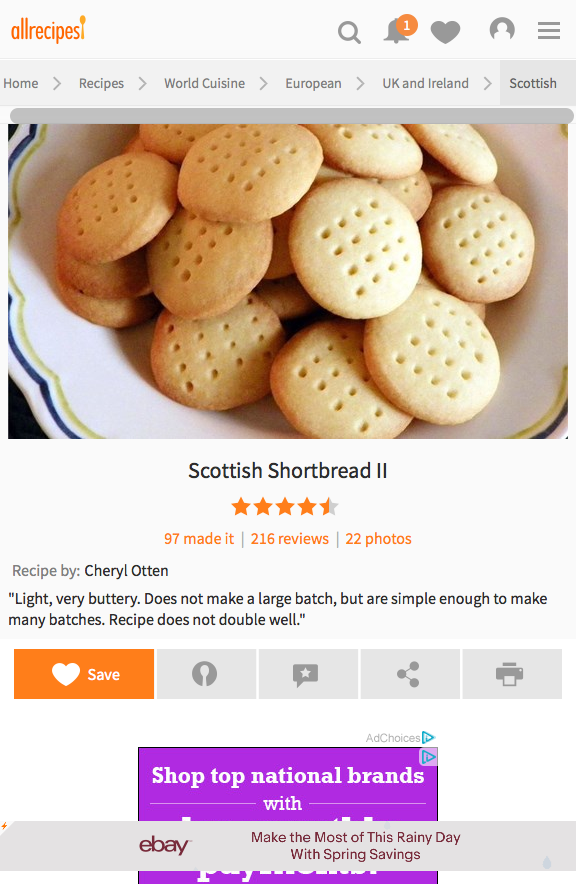 allrecipes
1
Home Recipes World Cuisine European UK and Ireland Scottish
Scottish Shortbread II
97 made it | 216 reviews | 22 photos
Recipe by: Cheryl Otten
"Light, very buttery. Does not make a large batch, but are simple enough to make
many batches. Recipe does not double well."
Save
AdChoices
Shop top national brands
with
ebay
Make the Most of This Rainy Day
With Spring Savings
payments.